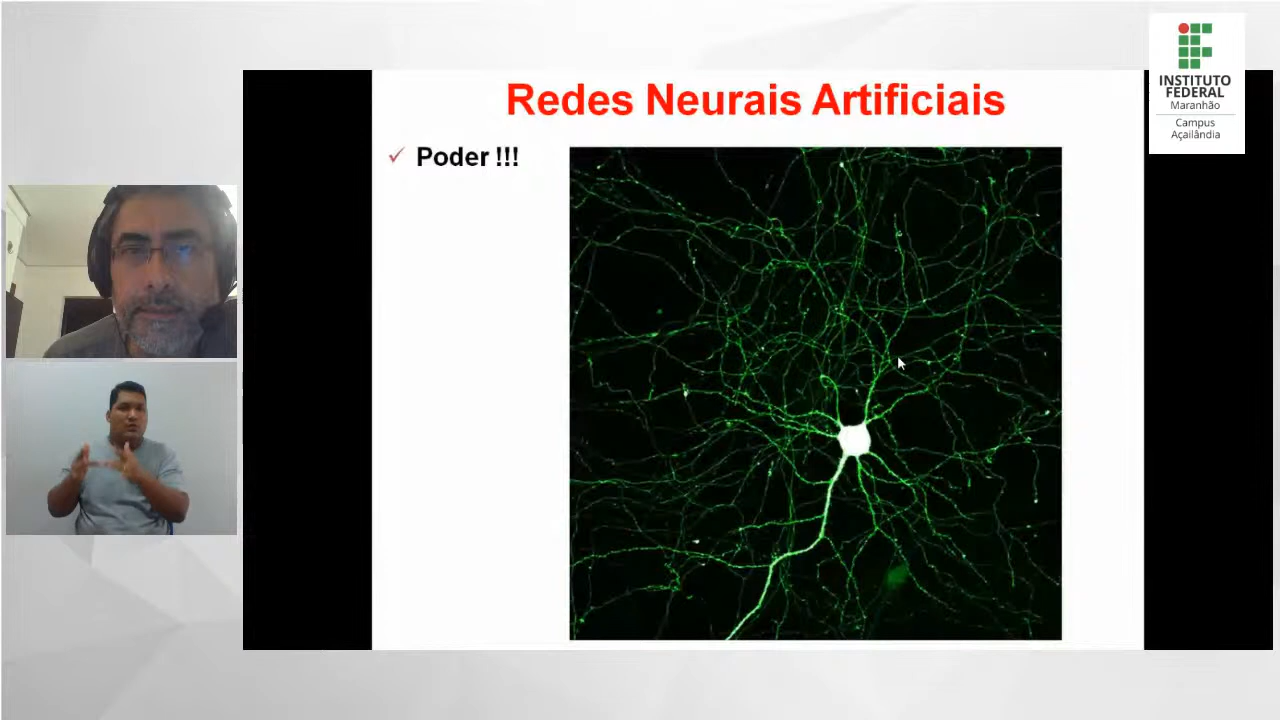 Redes Neurais Artificiais
✓ Poder !!!
INSTITUTO
FEDERAL
Maranhão
Campus
Açailândia